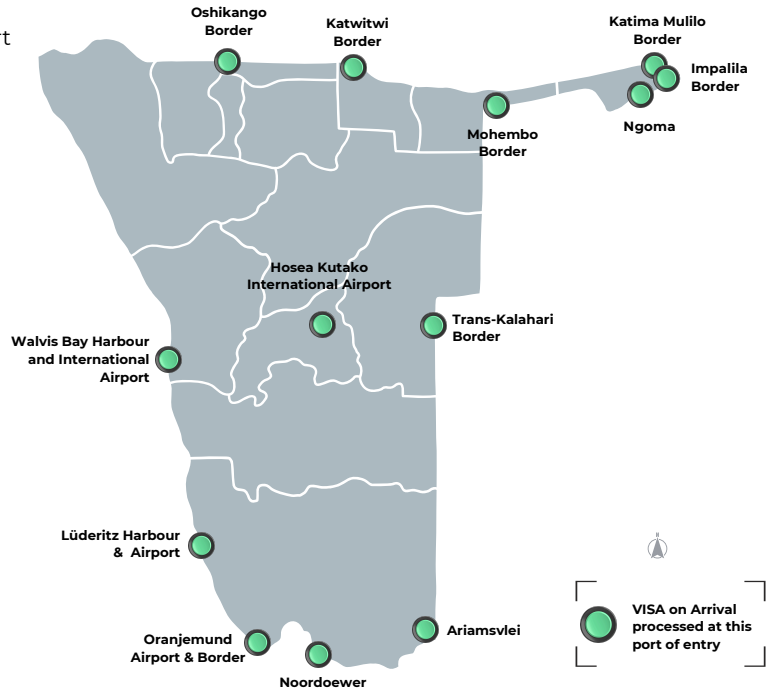 rt
Oshikango
Border
Katwitwi
Border
Katima Mulilo
Border
Impalila
Border
Ngoma
Mohembo
Border
Hosea Kutako
International Airport
Trans-Kalahari
Border
Walvis Bay Harbour
and International
Airport
Lüderitz Harbour
& Airport
Oranjemund
Airport & Border
Noordoewer
Ariamsvlei
VISA on Arrival
processed at this
port of entry